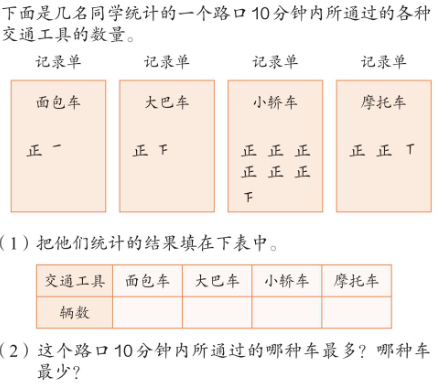 下面是几名同学统计的一个路口10分钟内所通过的各种
交通工具的数量。
记录单 记录单 记录单 记录单
面包车 大巴车 小轿车 摩托车
正 一 正 𠄟 正 正 正 正 正 丅
正 正 正
𠄟
(1)把他们统计的结果填在下表中。
交通工具 面包车 大巴车 小轿车 摩托车
辆数
(2)这个路口10分钟内所通过的哪种车最多?哪种车
最少?